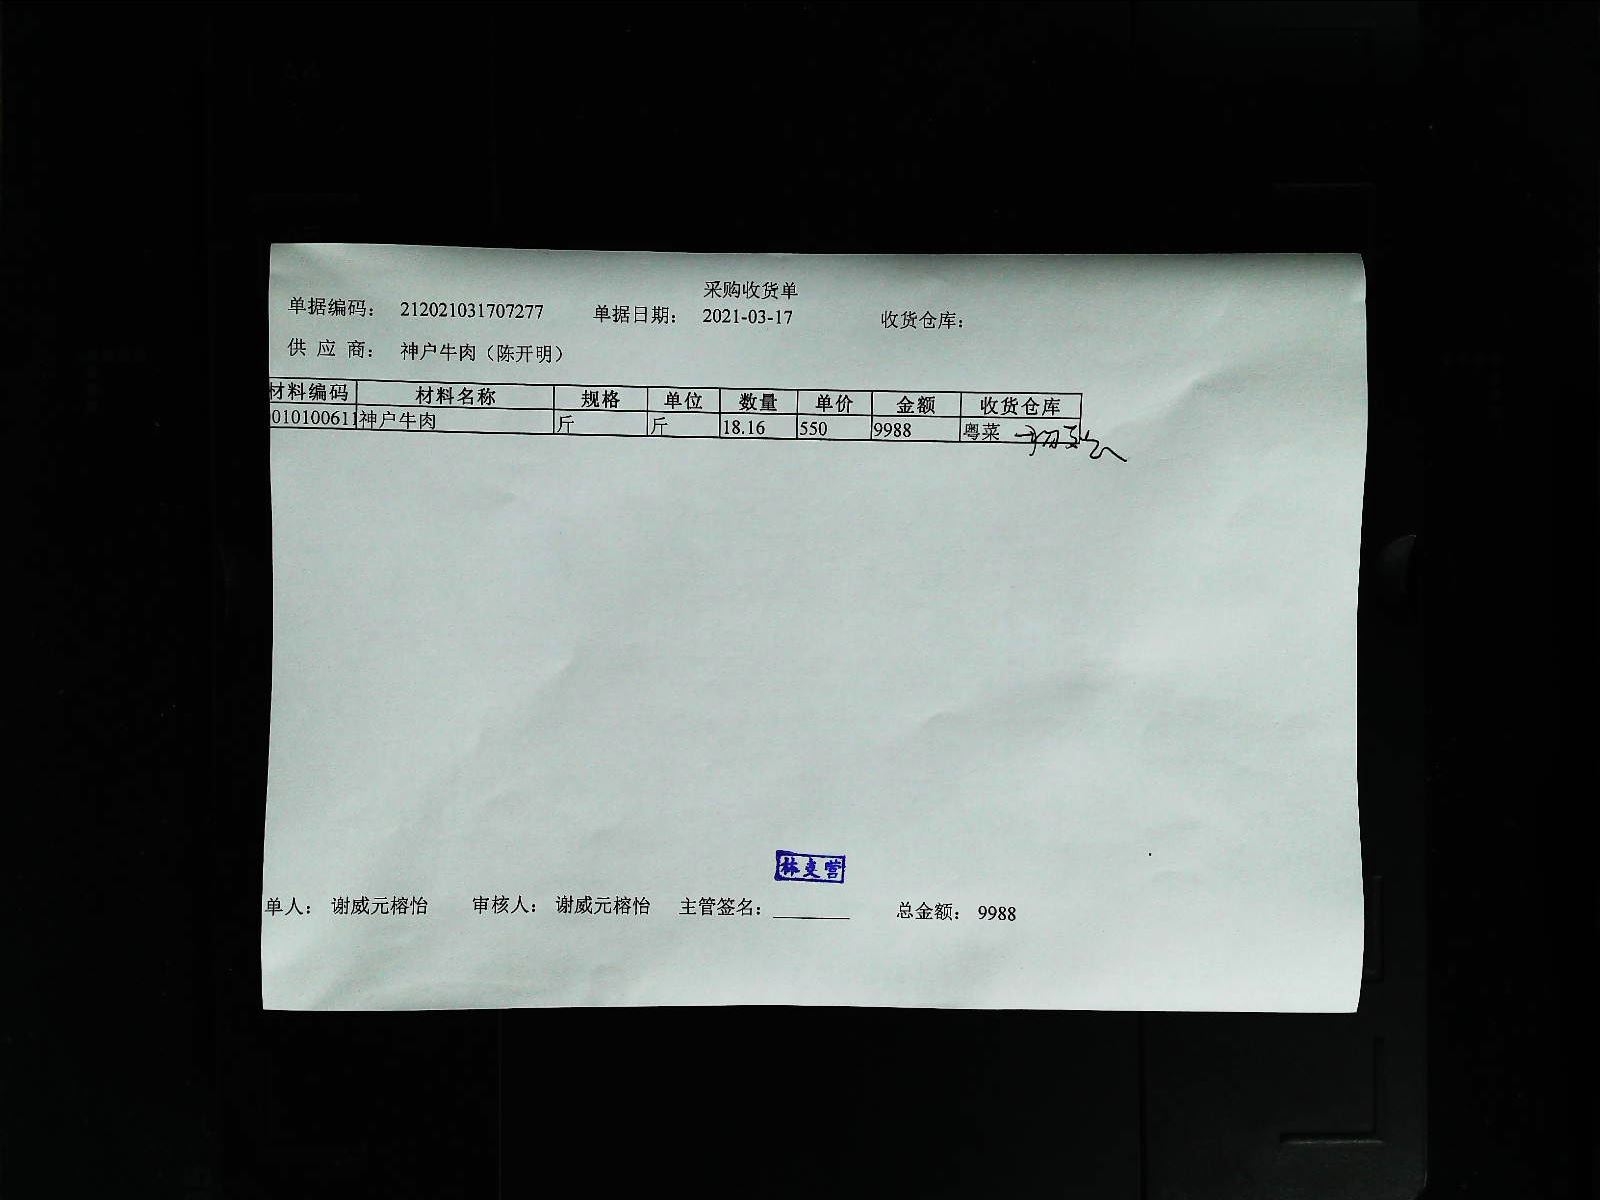 采购收货单
单据编码： 212021031707277 单据日期： 2021-03-17 收货仓库：
供 应 商： 神户牛肉（陈开明）
材料编码 材料名称 规格 单位 数量 单价 金额 收货仓库
010100611 神户牛肉 斤 斤 18.16 550 9988 粤菜
单人： 谢威元榕怡 审核人： 谢威元榕怡 主管签名： 总金额： 9988